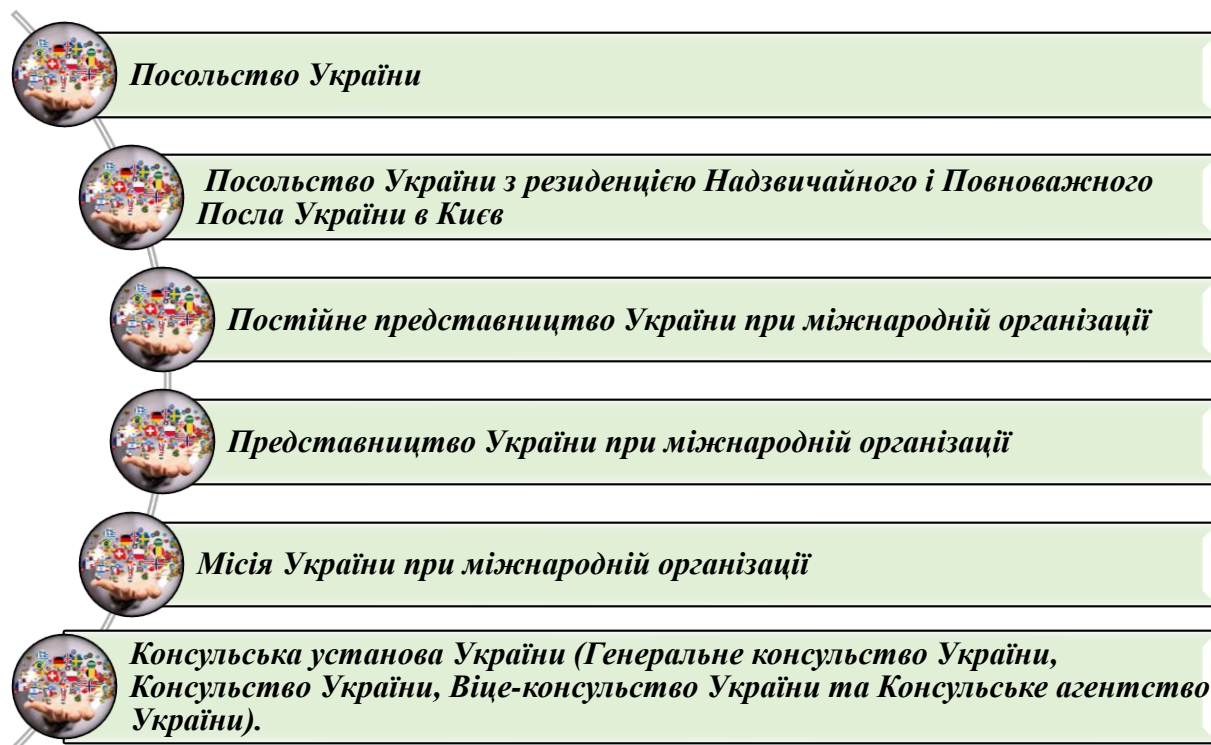 Посольство України
Посольство України з резиденцією Надзвичайного і Повноважного
Посла України в Києв
Постійне представництво України при міжнародній організації
Представництво України при міжнародній організації
Місія України при міжнародній організації
Консульська установа України (Генеральне консульство України,
Консульство України, Віце-консульство України та Консульське агентство
України).